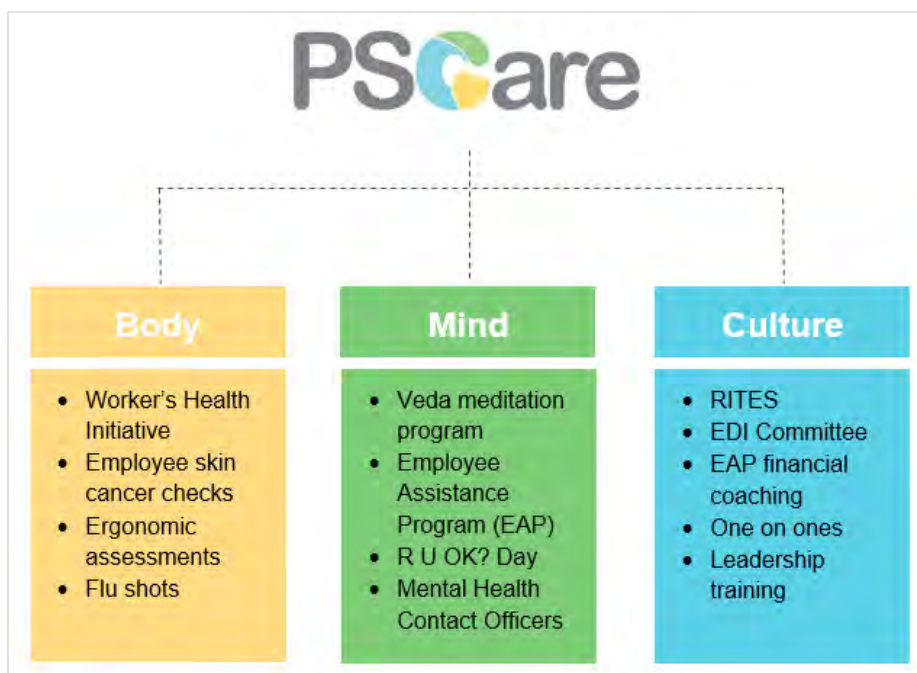 PSCare
Body
Mind
Culture
• Worker's Health
Initiative
• Employee skin
cancer checks
• Ergonomic
assessments
• Flu shots
• Veda meditation
program
• Employee
Assistance
Program (EAP)
• R U OK? Day
• Mental Health
Contact Officers
• RITES
• EDI Committee
• EAP financial
coaching
• One on ones
• Leadership
training